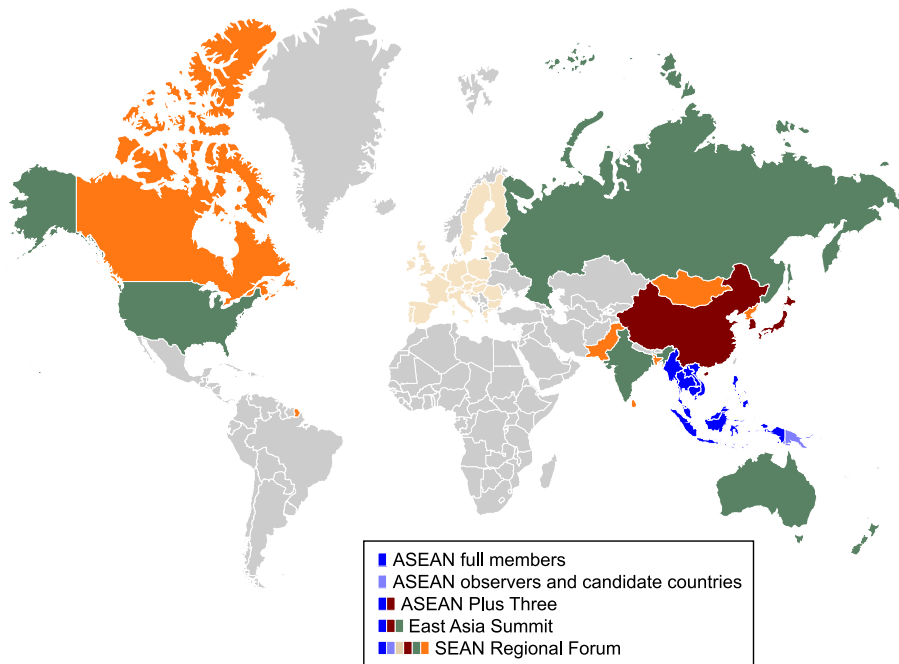 ASEAN full members
ASEAN observers and candidate countries
ASEAN Plus Three
East Asia Summit
SEAN Regional Forum